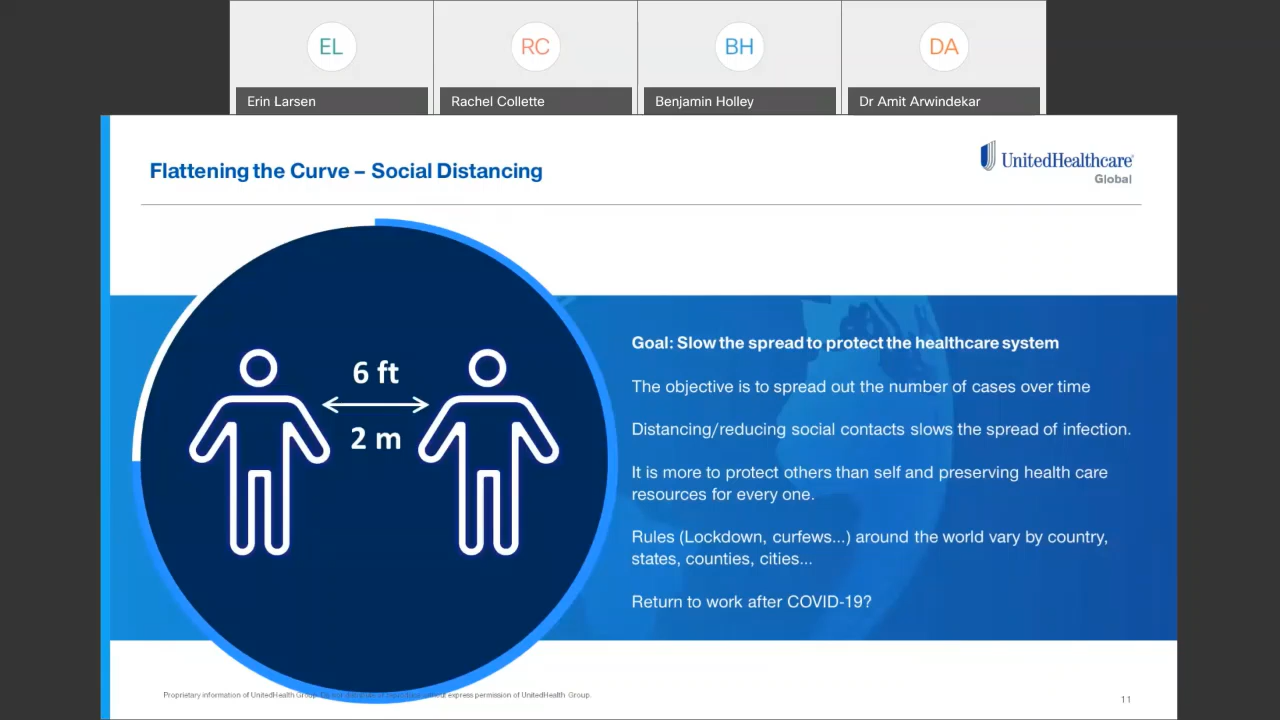 EL
RC
BH
DA
Erin Larsen
Rachel Collette
Benjamin Holley
Dr Amit Arwindekar
Flattening the Curve – Social Distancing
UnitedHealthcare
Global
6 ft
2 m
Goal: Slow the spread to protect the healthcare system
The objective is to spread out the number of cases over time
Distancing/reducing social contacts slows the spread of infection.
It is more to protect others than self and preserving health care
resources for every one.
Rules (Lockdown, curfews...) around the world vary by country,
states, counties, cities...
Return to work after COVID-19?
Proprietary information of UnitedHealth Group. express permission of UnitedHealth Group.
11